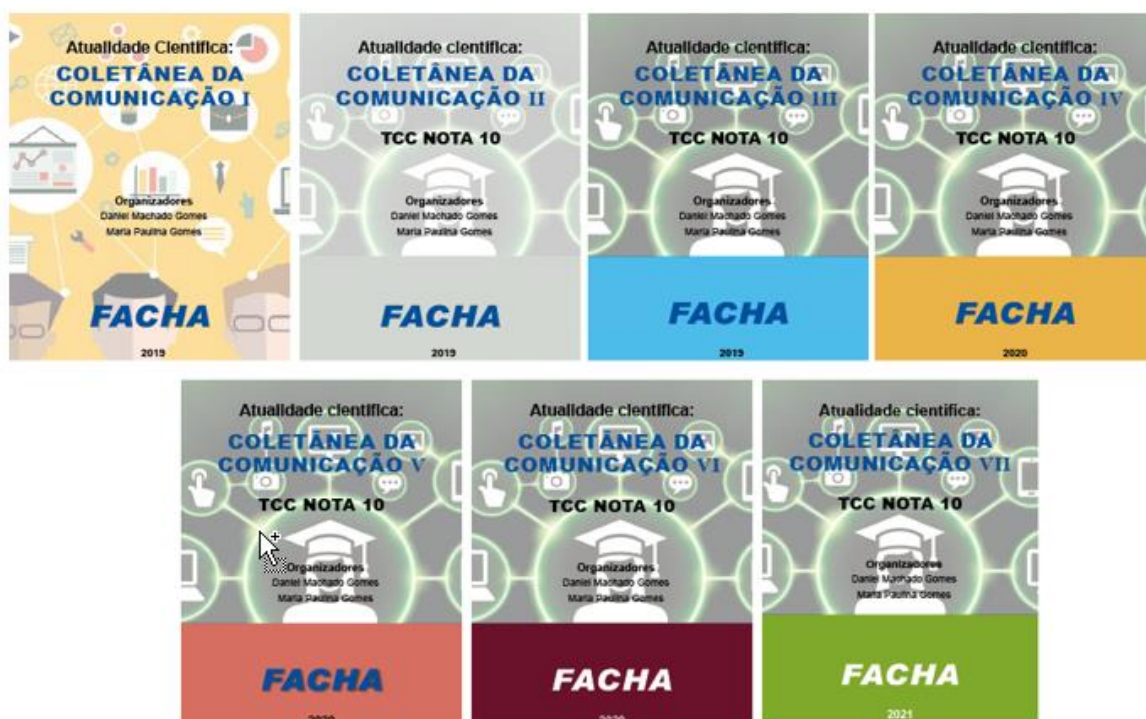 Atualidade Científica:
COLETÂNEA DA
COMUNICAÇÃO I
Organizadores
Daniel Machado Gomes
Maria Paulina Gomes
FACHA
2019
Atualidade científica:
COLETÂNEA DA
COMUNICAÇÃO II
TCC NOTA 10
Organizadores
Daniel Machado Gomes
Maria Paulina Gomes
FACHA
2019
Atualidade científica:
COLETÂNEA DA
COMUNICAÇÃO III
TCC NOTA 10
Organizadores
Daniel Machado Gomes
Maria Paulina Gomes
FACHA
2019
Atualidade científica:
COLETÂNEA DA
COMUNICAÇÃO IV
TCC NOTA 10
Organizadores
Daniel Machado Gomes
Maria Paulina Gomes
FACHA
2020
Atualidade científica:
COLETÂNEA DA
COMUNICAÇÃO V
TCC NOTA 10
Organizadores
Daniel Machado Gomes
Maria Paulina Gomes
FACHA
2020
Atualidade científica:
COLETÂNEA DA
COMUNICAÇÃO VI
TCC NOTA 10
Organizadores
Daniel Machado Gomes
Maria Paulina Gomes
FACHA
2020
Atualidade científica:
COLETÂNEA DA
COMUNICAÇÃO VII
TCC NOTA 10
Organizadores
Daniel Machado Gomes
Maria Paulina Gomes
FACHA
2021